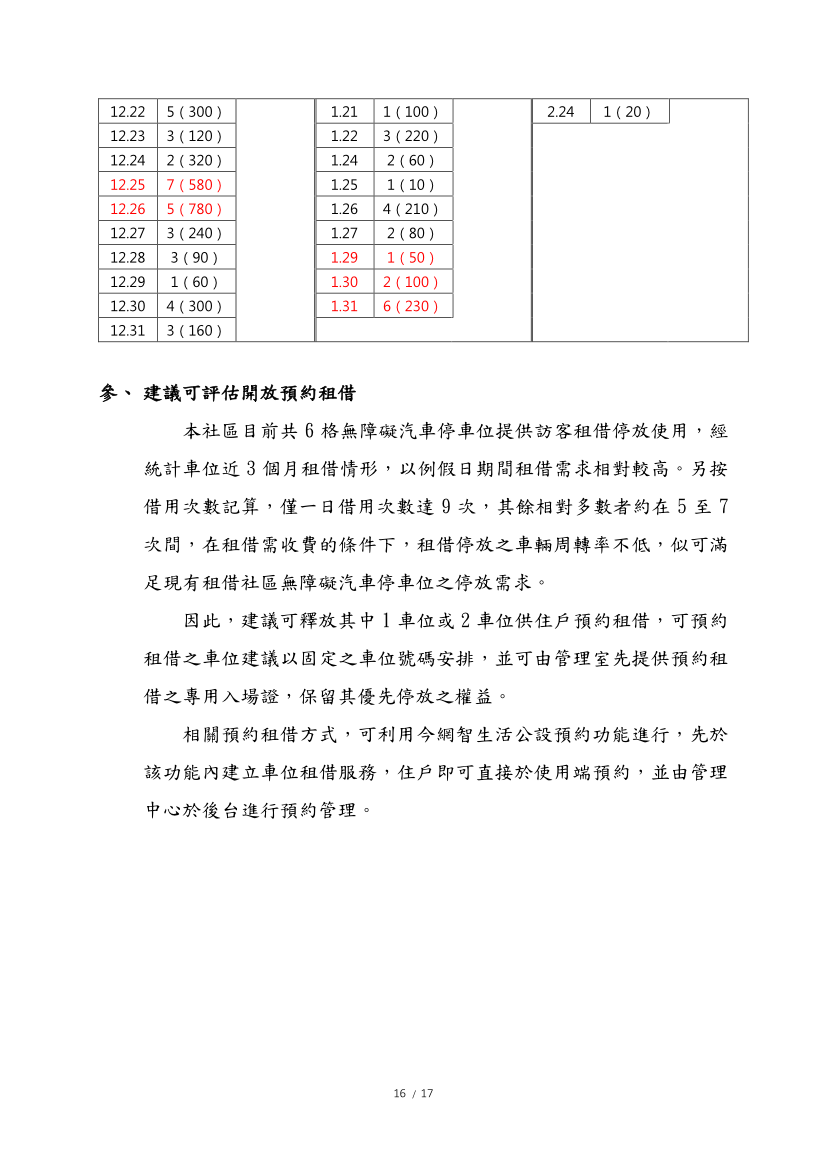 12.22 5（300） 1.21 1（100） 2.24 1（20）
12.23 3（120） 1.22 3（220）
12.24 2（320） 1.24 2（60）
12.25 7（580） 1.25 1（10）
12.26 5（780） 1.26 4（210）
12.27 3（240） 1.27 2（80）
12.28 3（90） 1.29 1（50）
12.29 1（60） 1.30 2（100）
12.30 4（300） 1.31 6（230）
12.31 3（160）
參、 建議可評估開放預約租借
本社區目前共 6 格無障礙汽車停車位提供訪客租借停放使用，經
統計車位近 3 個月租借情形，以例假日期間租借需求相對較高。另按
借用次數記算，僅一日借用次數達 9 次，其餘相對多數者約在 5 至 7
次間，在租借需收費的條件下，租借停放之車輛周轉率不低，似可滿
足現有租借社區無障礙汽車停車位之停放需求。
因此，建議可釋放其中 1 車位或 2 車位供住戶預約租借，可預約
租借之車位建議以固定之車位號碼安排，並可由管理室先提供預約租
借之專用入場證，保留其優先停放之權益。
相關預約租借方式，可利用今網智生活公設預約功能進行，先於
該功能內建立車位租借服務，住戶即可直接於使用端預約，並由管理
中心於後台進行預約管理。
16 / 17